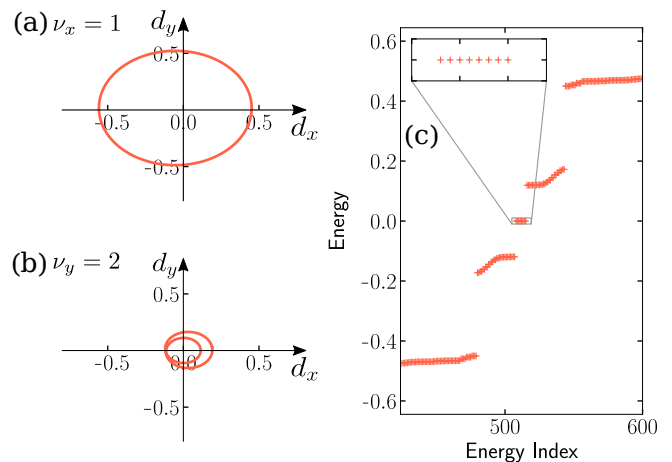 (a) ν_x = 1
d_y
0.5
-0.5
0.0
0.5
d_x
-0.5
(b) ν_y = 2
d_y
0.5
-0.5
0.0
0.5
d_x
-0.5
(c)
0.6
0.4
0.2
0.0
-0.2
-0.4
-0.6
Energy
500
600
Energy Index